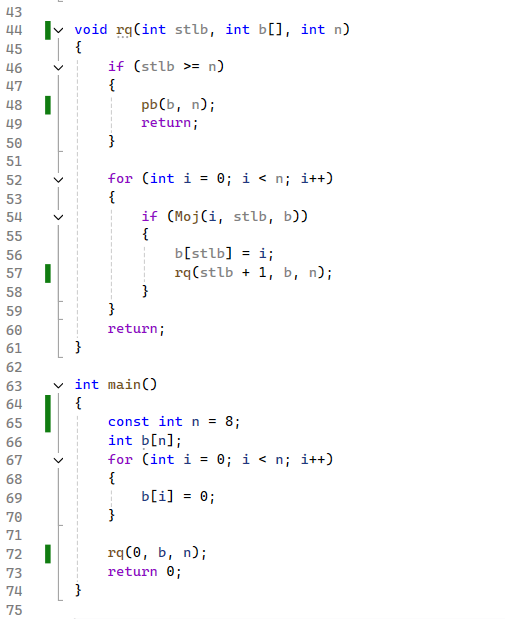 43
44 void rq(int stlb, int b[], int n)
45 {
46     if (stlb >= n)
47     {
48         pb(b, n);
49         return;
50     }
51
52     for (int i = 0; i < n; i++)
53     {
54         if (Moj(i, stlb, b))
55         {
56             b[stlb] = i;
57             rq(stlb + 1, b, n);
58         }
59     }
60     return;
61 }
62
63 int main()
64 {
65     const int n = 8;
66     int b[n];
67     for (int i = 0; i < n; i++)
68     {
69         b[i] = 0;
70     }
71
72     rq(0, b, n);
73     return 0;
74 }
75